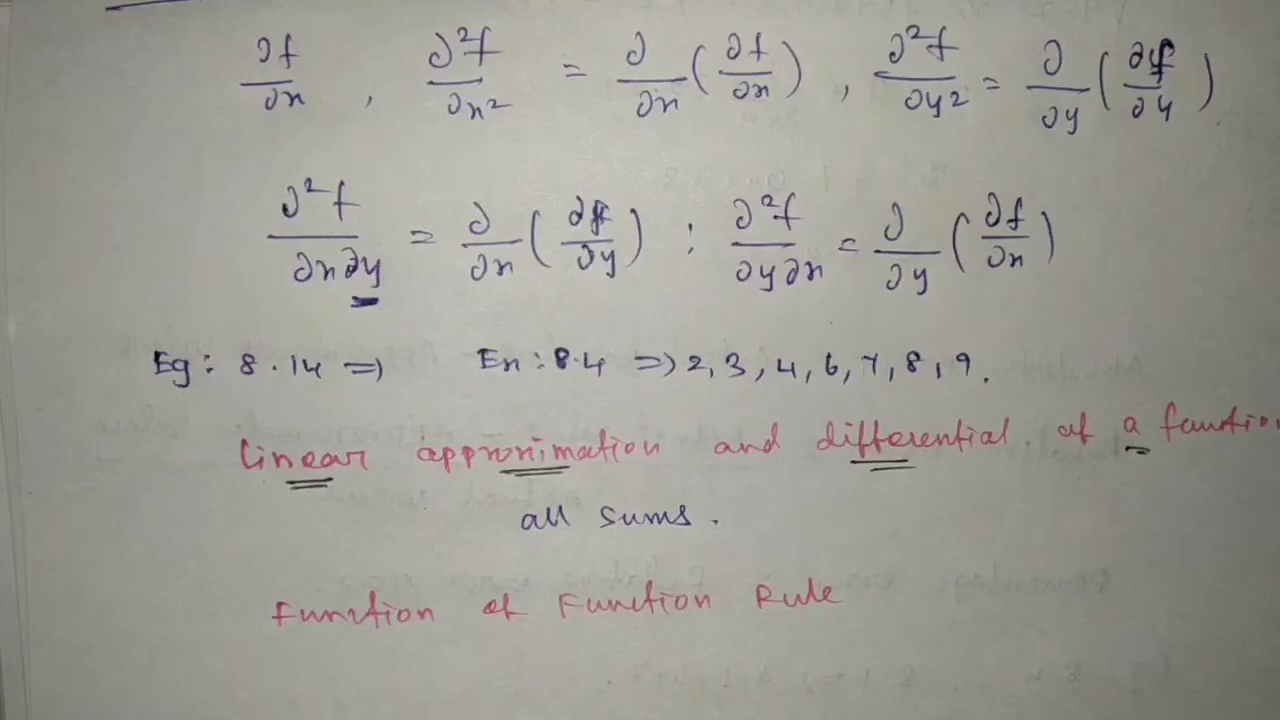 ∂f/∂x , ∂²f/∂x² = ∂/∂x (∂f/∂x) , ∂²f/∂y² = ∂/∂y (∂f/∂y)
∂²f/∂x∂y = ∂/∂x (∂f/∂y) ; ∂²f/∂y∂x = ∂/∂y (∂f/∂x)
Eg: 8.14 ⇒ Ex: 8.4 ⇒ 2, 3, 4, 6, 7, 8, 9.
Linear approximation and differential of a functio
all sums.
Function of Function Rule